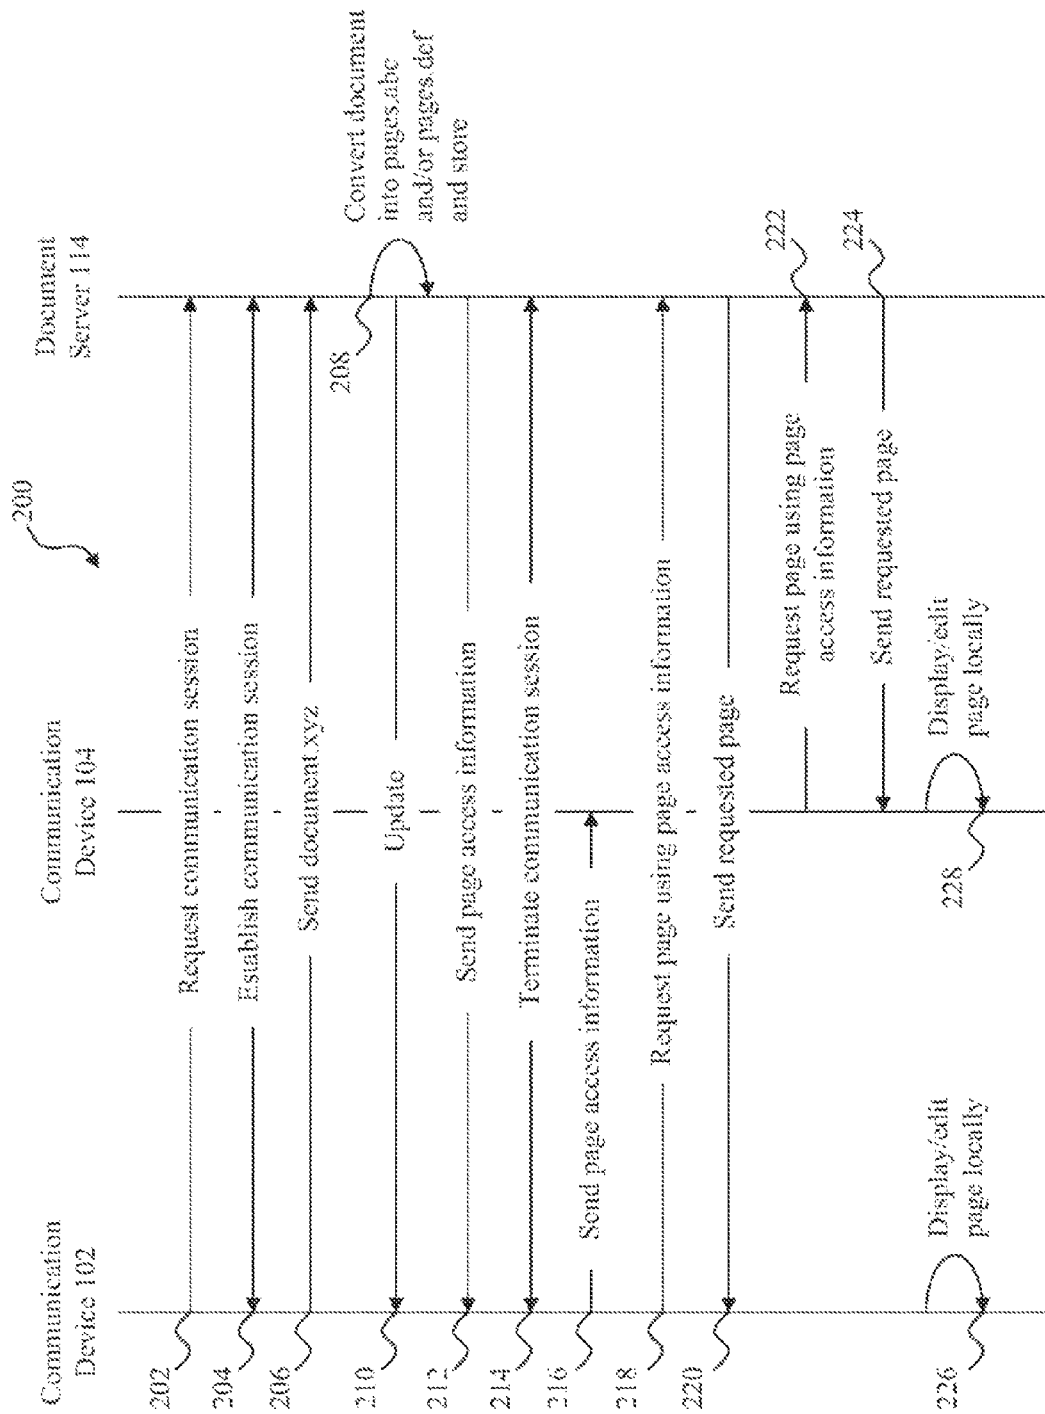 200
Communication
Device 102
Communication
Device 104
Document
Server 114
202
Request communication session
204
Establish communication session
206
Send document.xyz
208
Convert document
into pages.abc
and/or pages.def
and store
210
Update
212
Send page access information
214
Terminate communication session
216
Send page access information
218
Request page using page access information
220
Send requested page
Request page using page
access information
222
Send requested page
224
Display/edit
page locally
226
Display/edit
page locally
228